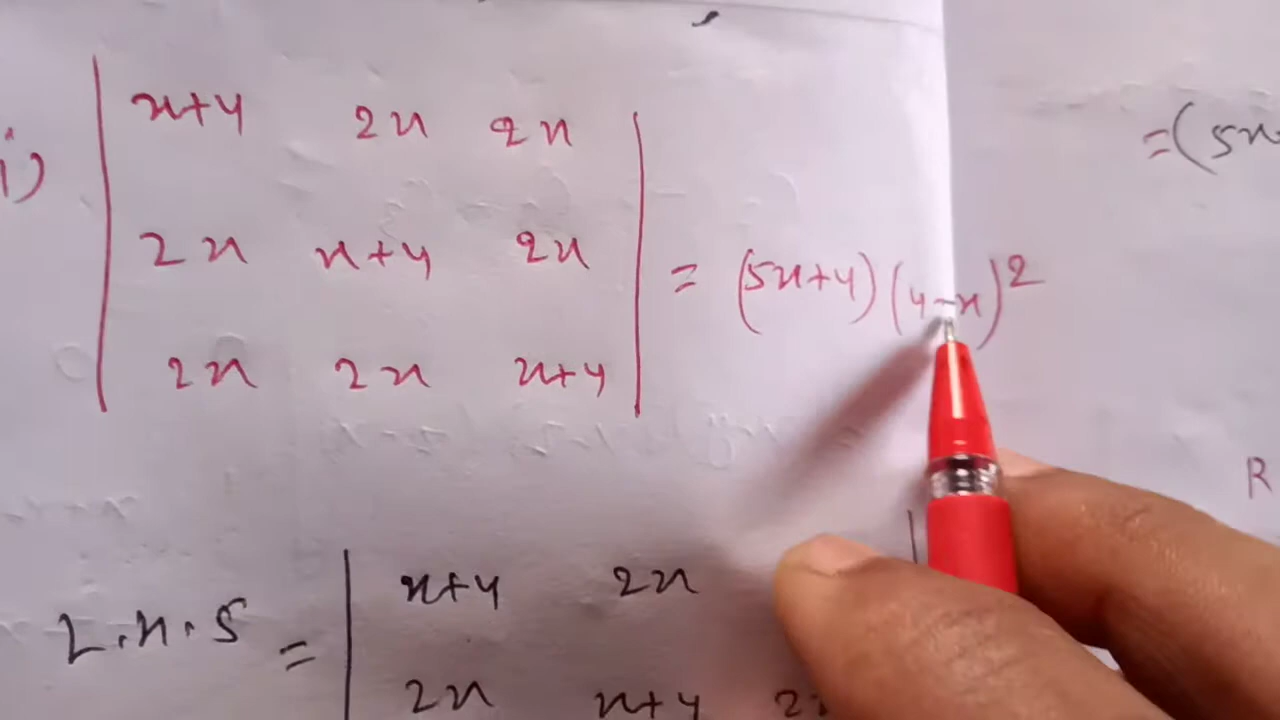 i) | x+4 2x 2x |
| 2x x+4 2x | = (5x+4) (4-x)²
| 2x 2x x+4 |
=(5x
R
L.H.S = | x+4 2x |
| 2x x+4